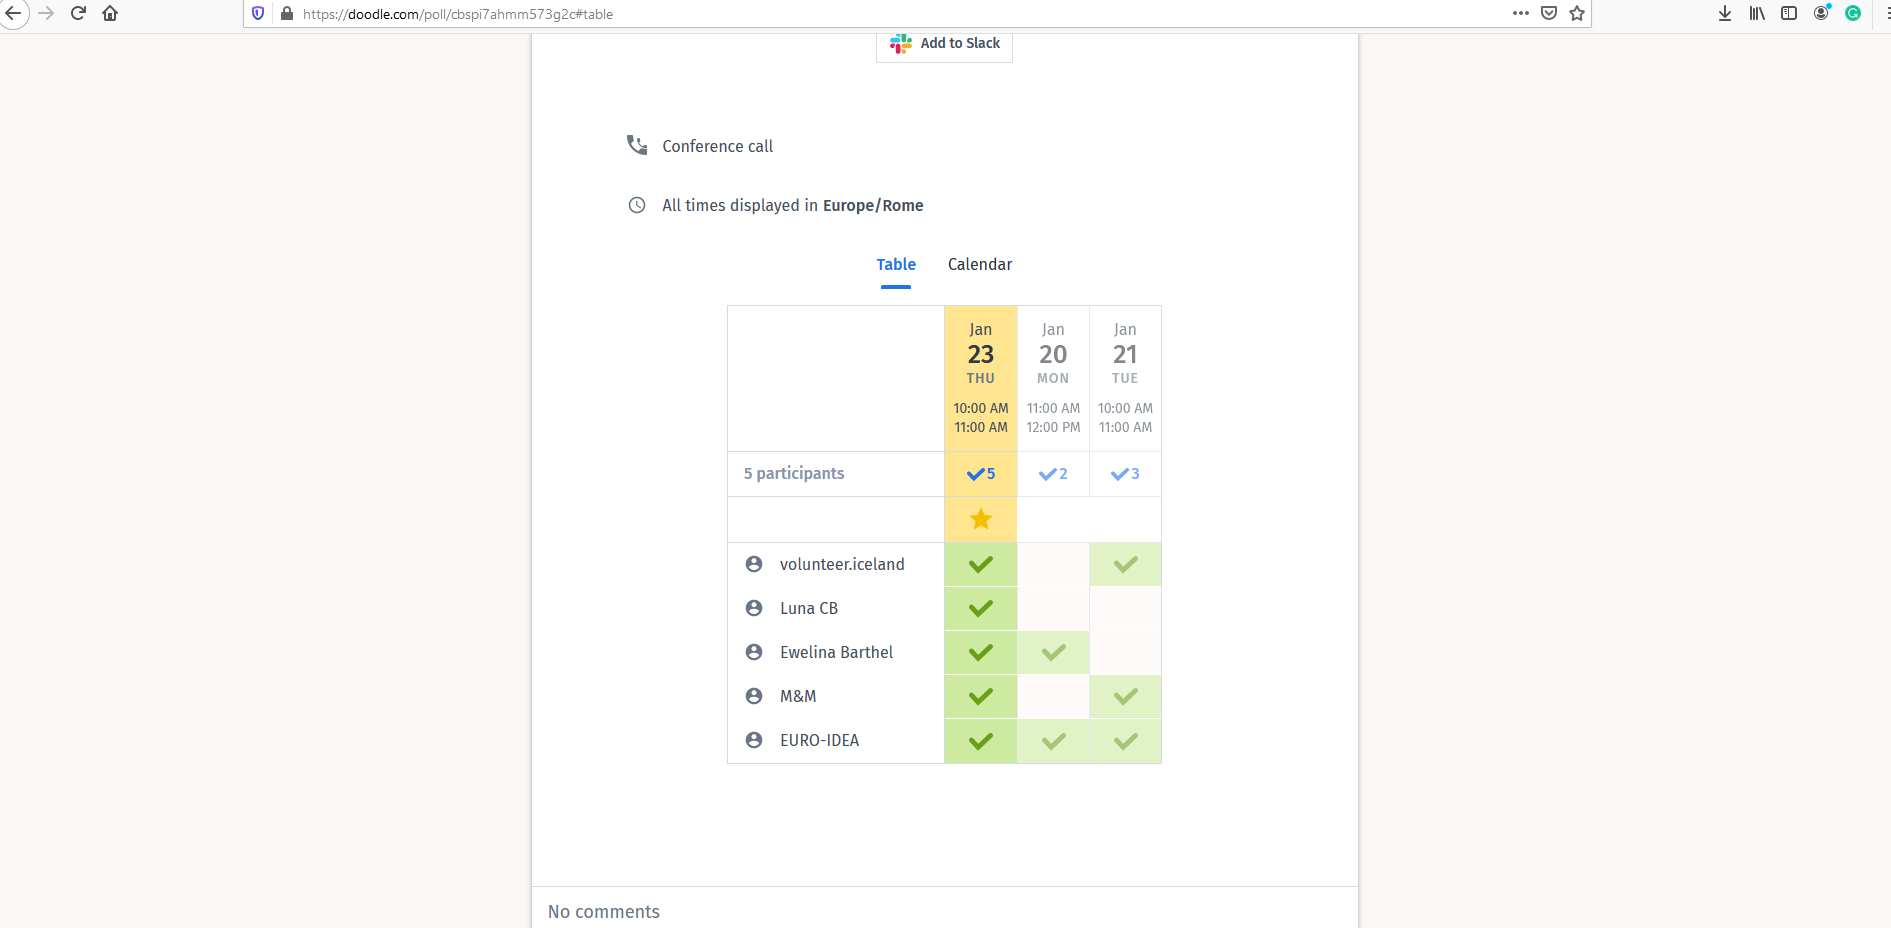 https://doodle.com/poll/cbspi7ahmm573g2c#table
Add to Slack
Conference call
All times displayed in Europe/Rome
Table Calendar
Jan Jan Jan
23 20 21
THU MON TUE
10:00 AM 11:00 AM 10:00 AM
11:00 AM 12:00 PM 11:00 AM
5 participants 5 2 3
volunteer.iceland
Luna CB
Ewelina Barthel
M&M
EURO-IDEA
No comments